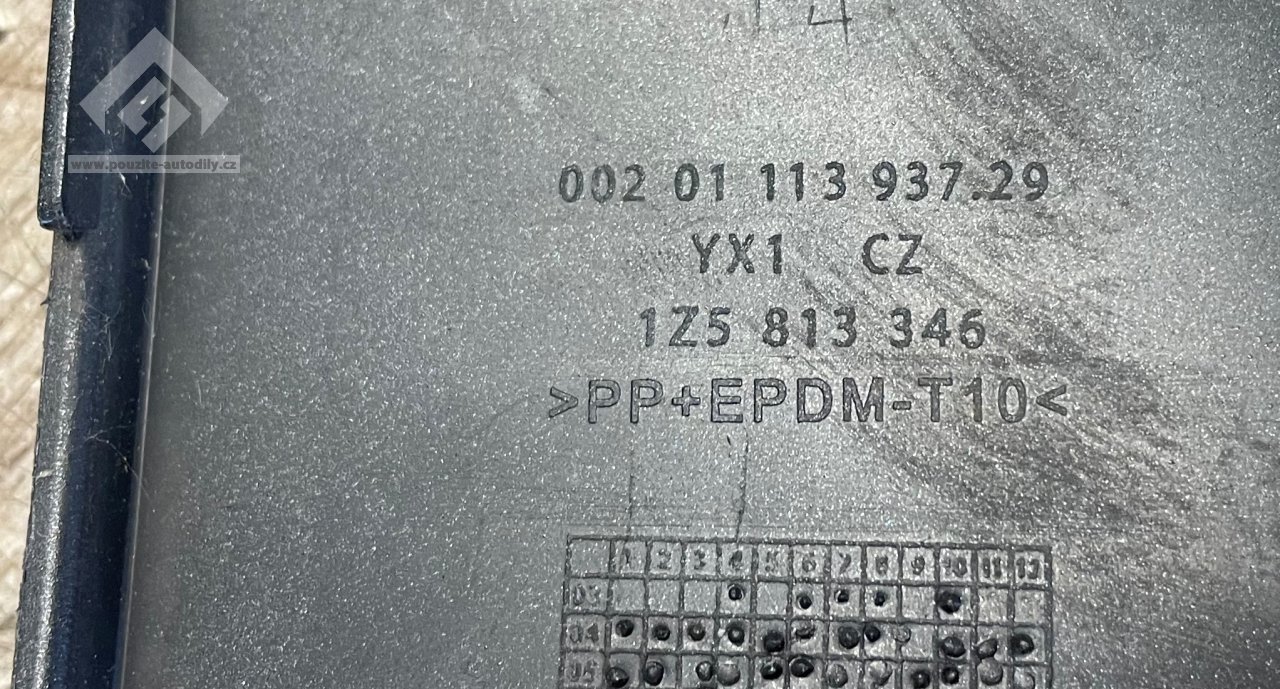 www.pouzite-autodily.cz
002 01 113 937.29
YX1 CZ
1Z5 813 346
>PP+EPDM-T10<
1 2 3 4 5 6 7 8 9 10 11 12
03
04
05